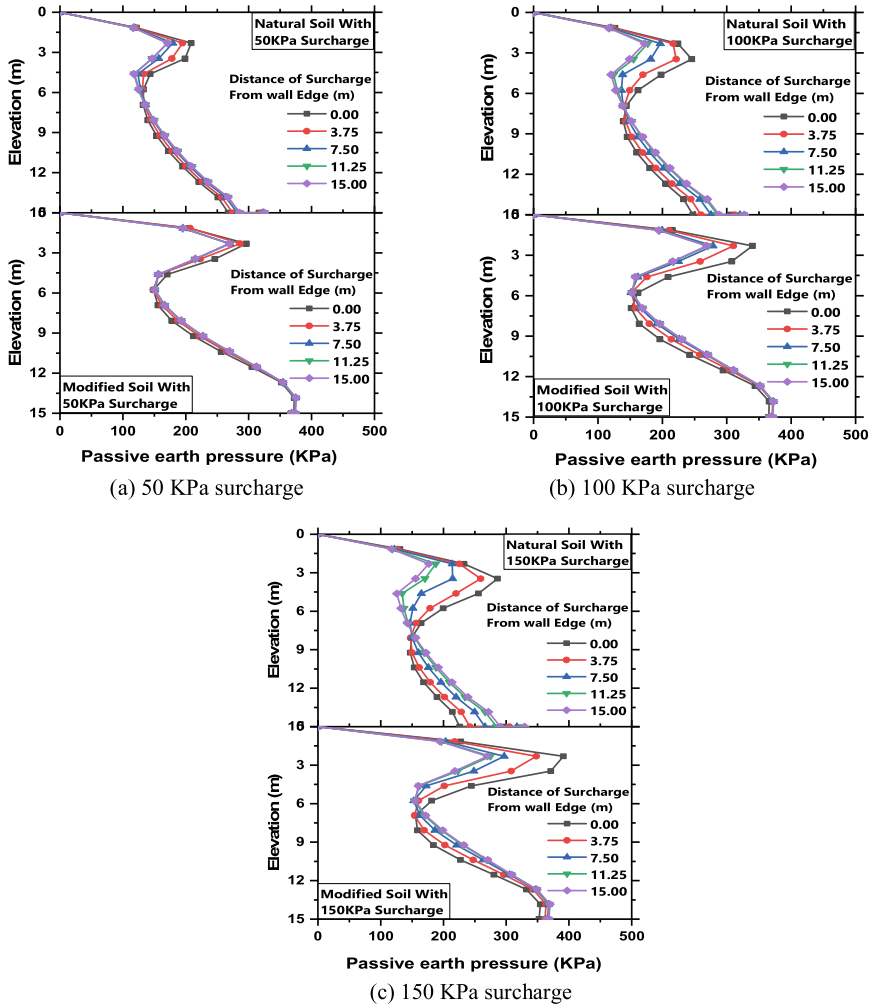 0
3
6
9
12
15
0
Elevation (m)
Natural Soil With
50KPa Surcharge
Distance of Surcharge
From wall Edge (m)
0.00
3.75
7.50
11.25
15.00
3
6
9
12
15
Elevation (m)
Distance of Surcharge
From wall Edge (m)
0.00
3.75
7.50
11.25
15.00
Modified Soil With
50KPa Surcharge
0 100 200 300 400 500
Passive earth pressure (KPa)
(a) 50 KPa surcharge
0
3
6
9
12
15
0
Elevation (m)
Natural Soil With
100KPa Surcharge
Distance of Surcharge
From wall Edge (m)
0.00
3.75
7.50
11.25
15.00
3
6
9
12
15
Elevation (m)
Distance of Surcharge
From wall Edge (m)
0.00
3.75
7.50
11.25
15.00
Modified Soil With
100KPa Surcharge
0 100 200 300 400 500
Passive earth pressure (KPa)
(b) 100 KPa surcharge
0
3
6
9
12
15
0
Elevation (m)
Natural Soil With
150KPa Surcharge
Distance of Surcharge
From wall Edge (m)
0.00
3.75
7.50
11.25
15.00
3
6
9
12
15
Elevation (m)
Distance of Surcharge
From wall Edge (m)
0.00
3.75
7.50
11.25
15.00
Modified Soil With
150KPa Surcharge
0 100 200 300 400 500
Passive earth pressure (KPa)
(c) 150 KPa surcharge